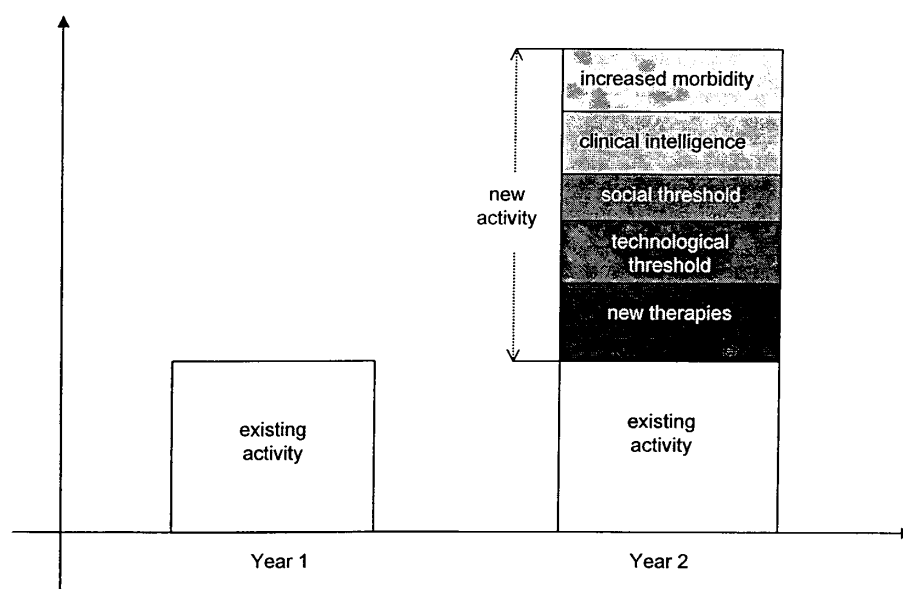 increased morbidity
clinical intelligence
new
activity
social threshold
technological
threshold
new therapies
existing
activity
existing
activity
Year 1
Year 2